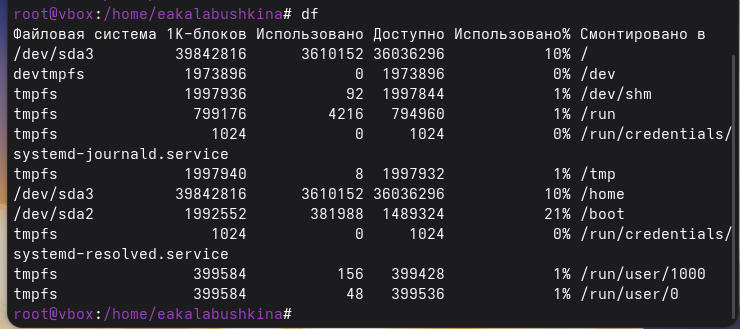 root@vbox:/home/eakalabushkina# df
Файловая система 1K-блоков Использовано Доступно Использовано% Смонтировано в
/dev/sda3 39842816 3610152 36036296 10% /
devtmpfs 1973896 0 1973896 0% /dev
tmpfs 1997936 92 1997844 1% /dev/shm
tmpfs 799176 4216 794960 1% /run
tmpfs 1024 0 1024 0% /run/credentials/
systemd-journald.service
tmpfs 1997940 8 1997932 1% /tmp
/dev/sda3 39842816 3610152 36036296 10% /home
/dev/sda2 1992552 381988 1489324 21% /boot
tmpfs 1024 0 1024 0% /run/credentials/
systemd-resolved.service
tmpfs 399584 156 399428 1% /run/user/1000
tmpfs 399584 48 399536 1% /run/user/0
root@vbox:/home/eakalabushkina#